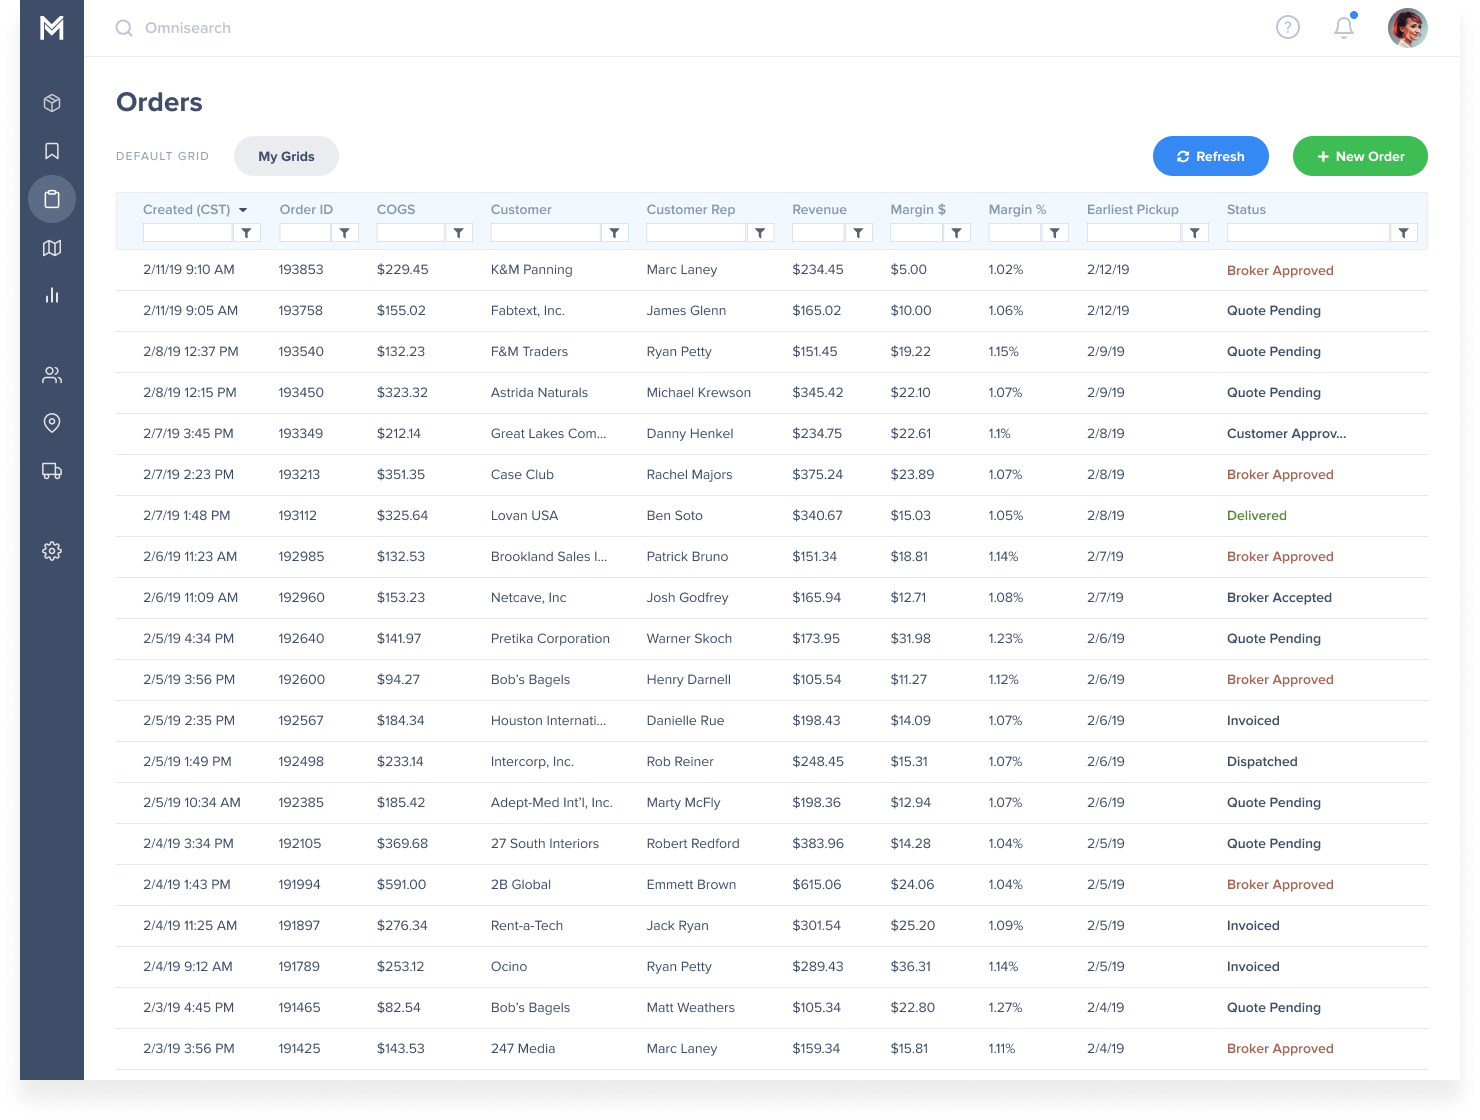 Omnisearch
?
Orders
DEFAULT GRID My Grids Refresh + New Order
Created (CST) Order ID COGS Customer Customer Rep Revenue Margin $ Margin % Earliest Pickup Status
2/11/19 9:10 AM 193853 $229.45 K&M Panning Marc Laney $234.45 $5.00 1.02% 2/12/19 Broker Approved
2/11/19 9:05 AM 193758 $155.02 Fabtext, Inc. James Glenn $165.02 $10.00 1.06% 2/12/19 Quote Pending
2/8/19 12:37 PM 193540 $132.23 F&M Traders Ryan Petty $151.45 $19.22 1.15% 2/9/19 Quote Pending
2/8/19 12:15 PM 193450 $323.32 Astrida Naturals Michael Krewson $345.42 $22.10 1.07% 2/9/19 Quote Pending
2/7/19 3:45 PM 193349 $212.14 Great Lakes Com... Danny Henkel $234.75 $22.61 1.1% 2/8/19 Customer Approv...
2/7/19 2:23 PM 193213 $351.35 Case Club Rachel Majors $375.24 $23.89 1.07% 2/8/19 Broker Approved
2/7/19 1:48 PM 193112 $325.64 Lovan USA Ben Soto $340.67 $15.03 1.05% 2/8/19 Delivered
2/6/19 11:23 AM 192985 $132.53 Brookland Sales I... Patrick Bruno $151.34 $18.81 1.14% 2/7/19 Broker Approved
2/6/19 11:09 AM 192960 $153.23 Netcave, Inc Josh Godfrey $165.94 $12.71 1.08% 2/7/19 Broker Accepted
2/5/19 4:34 PM 192640 $141.97 Pretika Corporation Warner Skoch $173.95 $31.98 1.23% 2/6/19 Quote Pending
2/5/19 3:56 PM 192600 $94.27 Bob's Bagels Henry Darnell $105.54 $11.27 1.12% 2/6/19 Broker Approved
2/5/19 2:35 PM 192567 $184.34 Houston Internati... Danielle Rue $198.43 $14.09 1.07% 2/6/19 Invoiced
2/5/19 1:49 PM 192498 $233.14 Intercorp, Inc. Rob Reiner $248.45 $15.31 1.07% 2/6/19 Dispatched
2/5/19 10:34 AM 192385 $185.42 Adept-Med Int'l, Inc. Marty McFly $198.36 $12.94 1.07% 2/6/19 Quote Pending
2/4/19 3:34 PM 192105 $369.68 27 South Interiors Robert Redford $383.96 $14.28 1.04% 2/5/19 Quote Pending
2/4/19 1:43 PM 191994 $591.00 2B Global Emmett Brown $615.06 $24.06 1.04% 2/5/19 Broker Approved
2/4/19 11:25 AM 191897 $276.34 Rent-a-Tech Jack Ryan $301.54 $25.20 1.09% 2/5/19 Invoiced
2/4/19 9:12 AM 191789 $253.12 Ocino Ryan Petty $289.43 $36.31 1.14% 2/5/19 Invoiced
2/3/19 4:45 PM 191465 $82.54 Bob's Bagels Matt Weathers $105.34 $22.80 1.27% 2/4/19 Quote Pending
2/3/19 3:56 PM 191425 $143.53 247 Media Marc Laney $159.34 $15.81 1.11% 2/4/19 Broker Approved